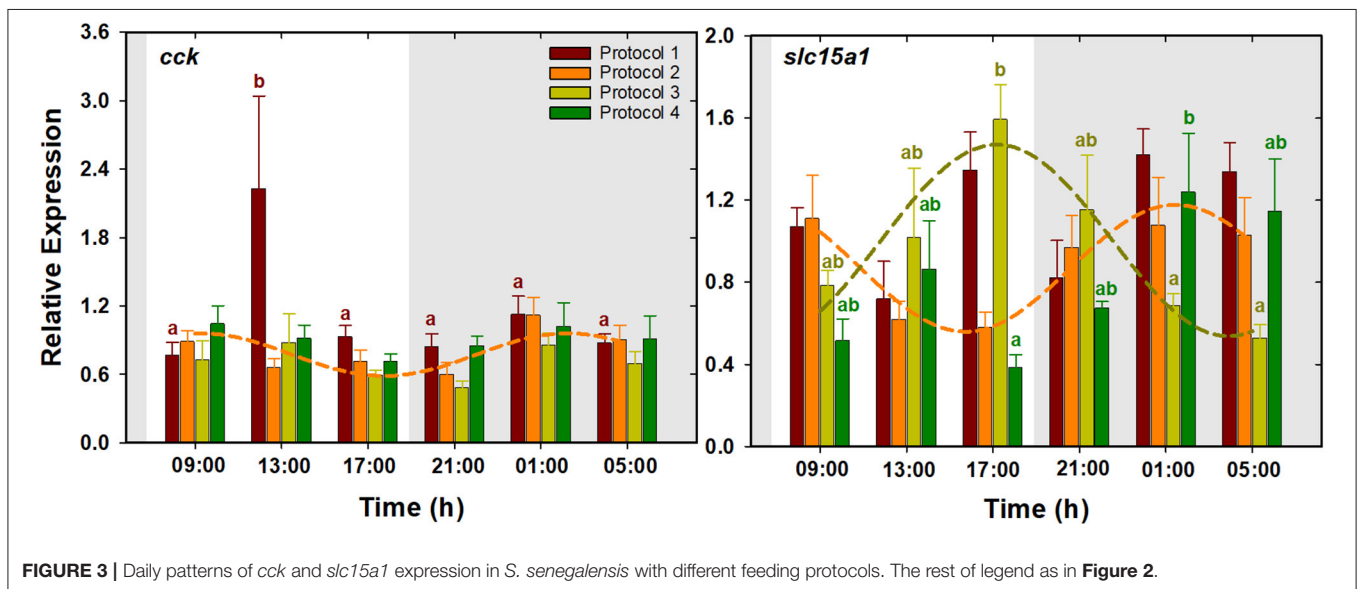 cck
Protocol 1
Protocol 2
Protocol 3
Protocol 4
Relative Expression
3.6
3.0
2.4
1.8
1.2
0.6
0.0
a
b
a
a
a
a
09:00
13:00
17:00
21:00
01:00
05:00
Time (h)
slc15a1
2.0
1.6
1.2
0.8
0.4
0.0
ab
ab
ab
ab
b
a
ab
ab
a
b
a
ab
09:00
13:00
17:00
21:00
01:00
05:00
Time (h)
FIGURE 3 | Daily patterns of cck and slc15a1 expression in S. senegalensis with different feeding protocols. The rest of legend as in Figure 2.